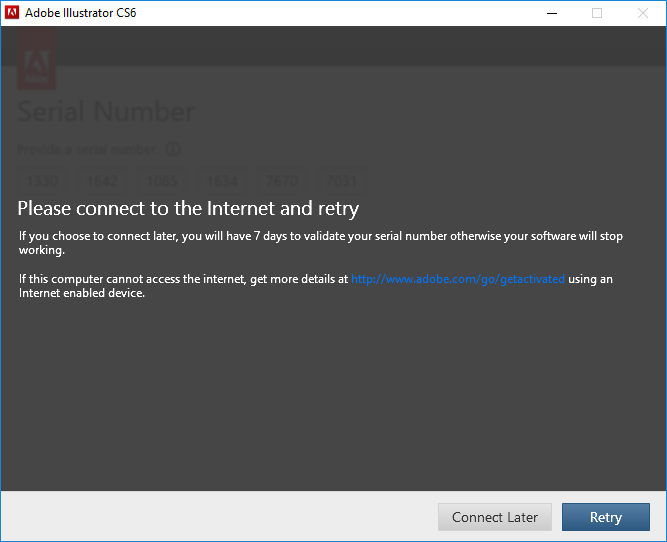 Adobe Illustrator CS6
Adobe
Serial Number
Provide a serial number.
1330 1642 1005 1634 7670 7091
Please connect to the Internet and retry
If you choose to connect later, you will have 7 days to validate your serial number otherwise your software will stop
working.
If this computer cannot access the internet, get more details at http://www.adobe.com/go/getactivated using an
Internet enabled device.
Connect Later Retry